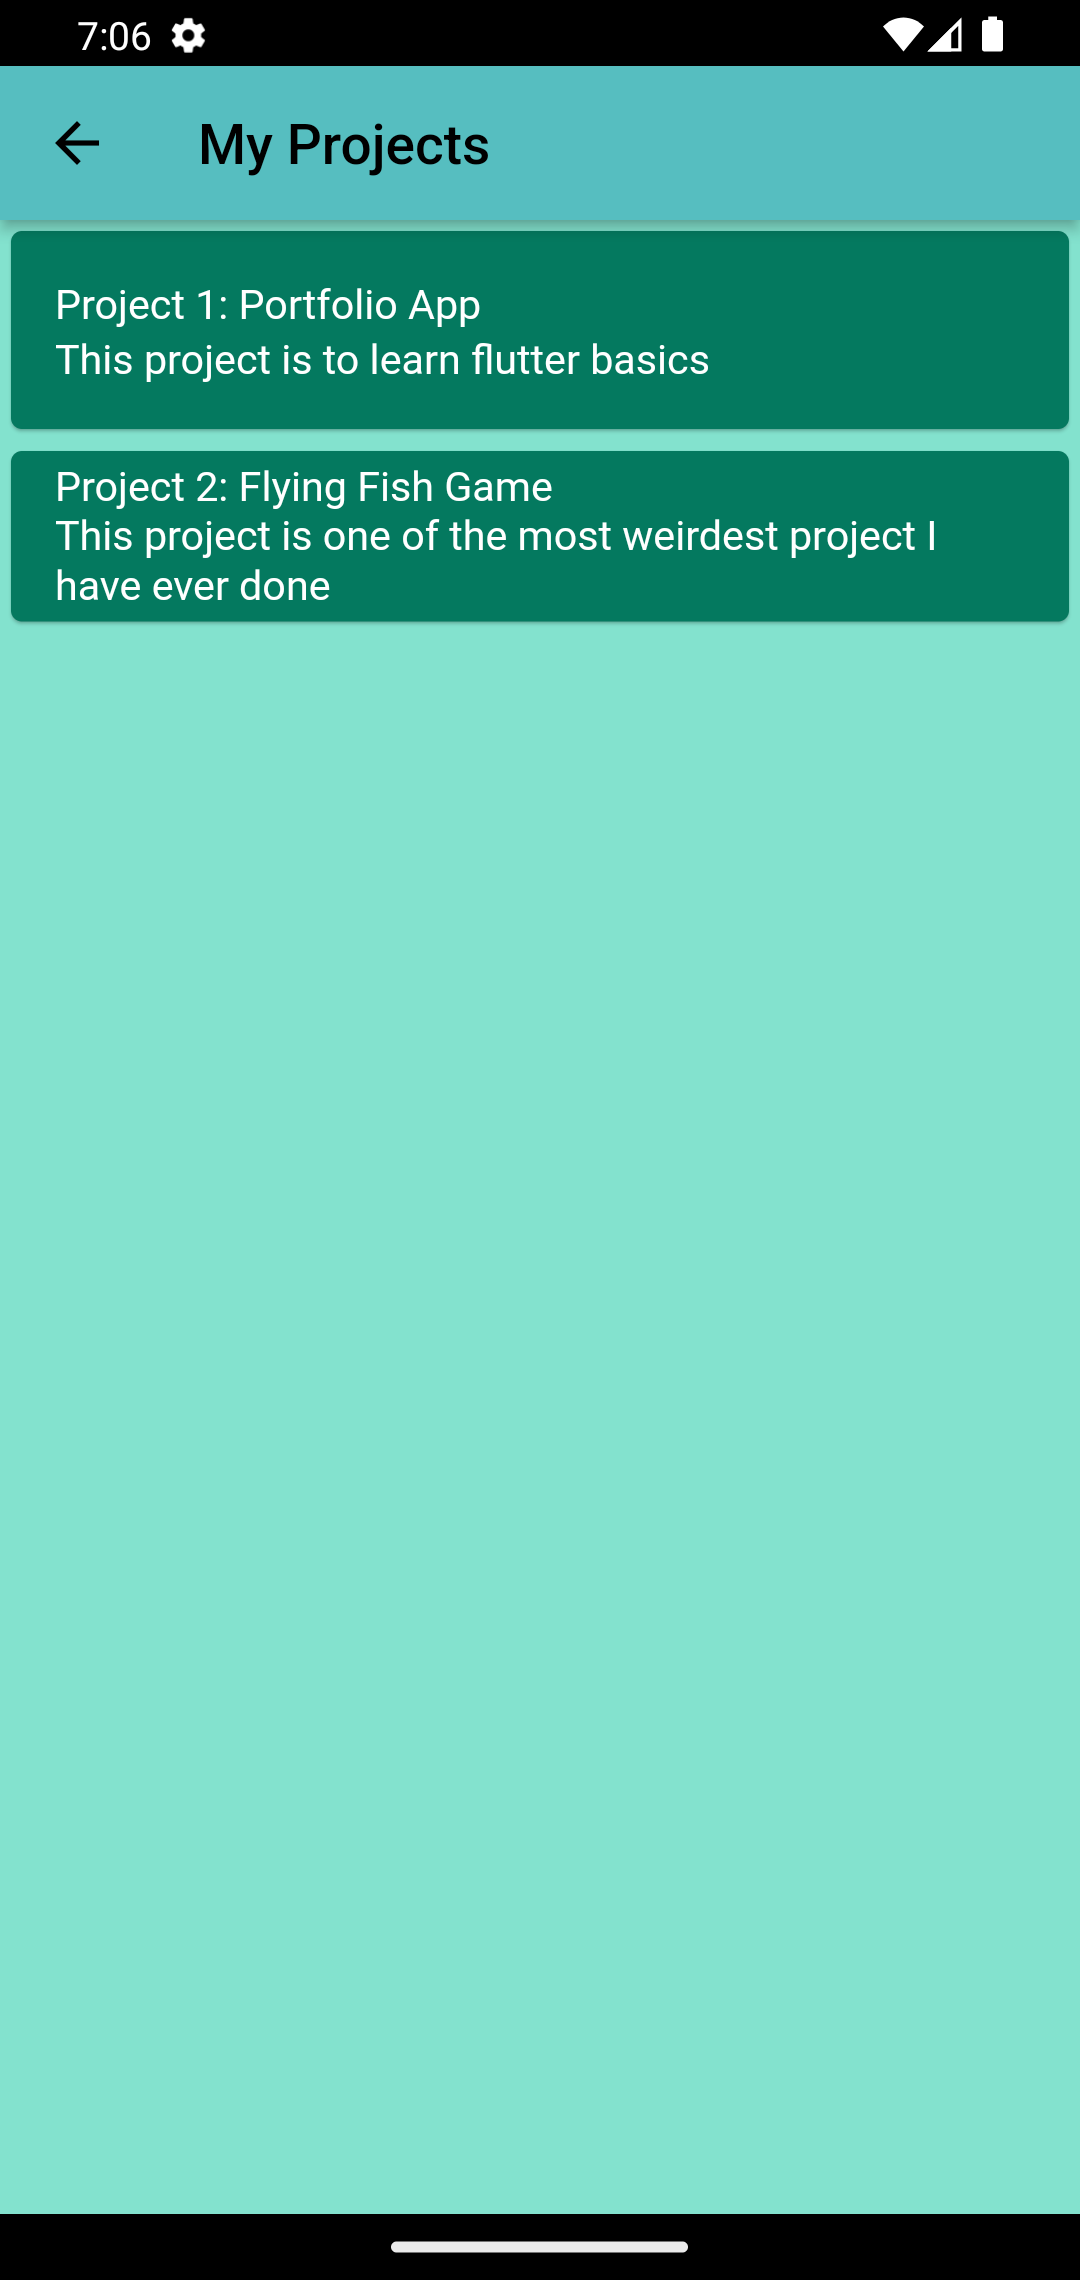 7:06
My Projects
Project 1: Portfolio App
This project is to learn flutter basics
Project 2: Flying Fish Game
This project is one of the most weirdest project I
have ever done